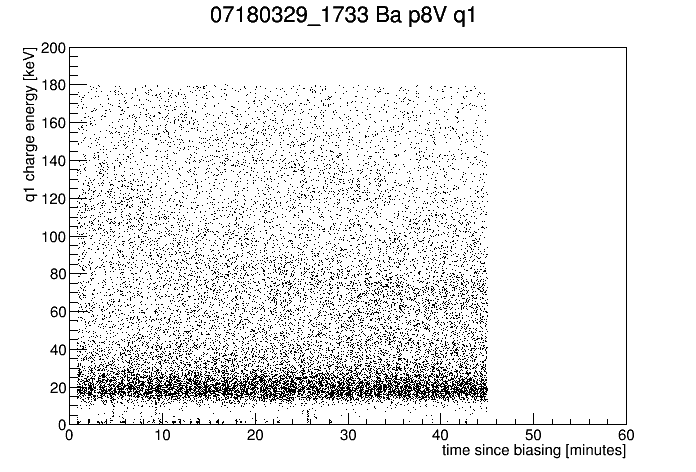 07180329_1733 Ba p8V q1
q1 charge energy [keV]
200
180
160
140
120
100
80
60
40
20
0
0 10 20 30 40 50 60
time since biasing [minutes]